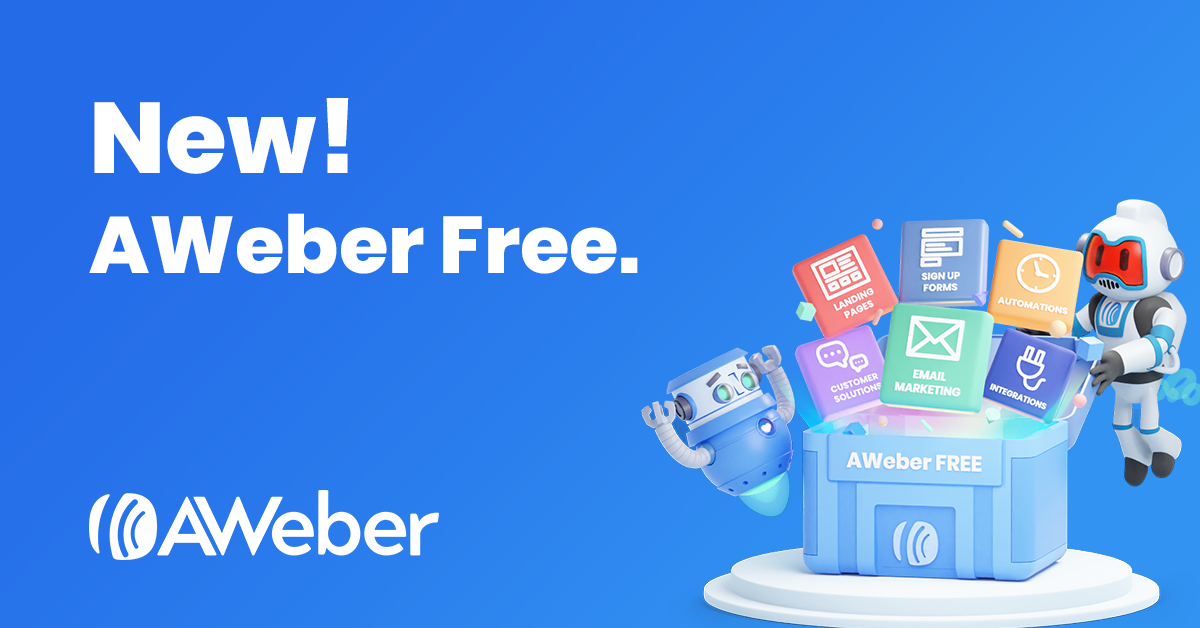 New!
AWeber Free.
AWeber
LANDING
PAGES
SIGN UP
FORMS
AUTOMATIONS
CUSTOMER
SOLUTIONS
EMAIL
MARKETING
INTEGRATIONS
AWeber FREE